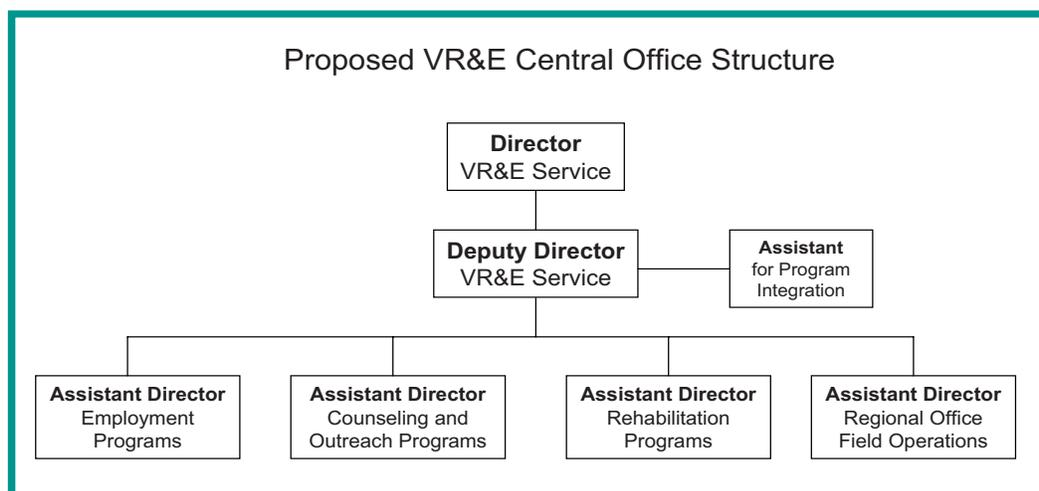 Proposed VR&E Central Office Structure
Director
VR&E Service
Deputy Director
VR&E Service
Assistant
for Program
Integration
Assistant Director
Employment
Programs
Assistant Director
Counseling and
Outreach Programs
Assistant Director
Rehabilitation
Programs
Assistant Director
Regional Office
Field Operations